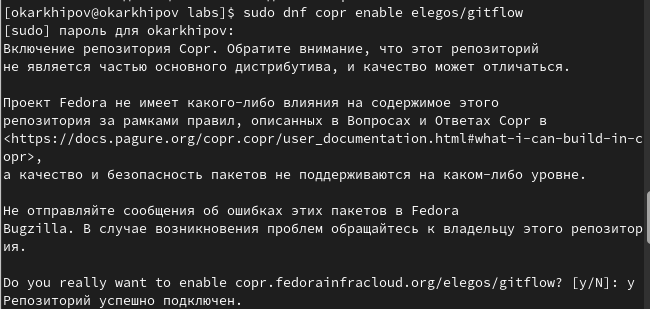 [okarkhipov@okarkhipov labs]$ sudo dnf copr enable elegos/gitflow
[sudo] пароль для okarkhipov:
Включение репозитория Copr. Обратите внимание, что этот репозиторий
не является частью основного дистрибутива, и качество может отличаться.

Проект Fedora не имеет какого-либо влияния на содержимое этого
репозитория за рамками правил, описанных в Вопросах и Ответах Copr в
<https://docs.pagure.org/copr.copr/user_documentation.html#what-i-can-build-in-c
opr>,
а качество и безопасность пакетов не поддерживаются на каком-либо уровне.

Не отправляйте сообщения об ошибках этих пакетов в Fedora
Bugzilla. В случае возникновения проблем обращайтесь к владельцу этого репозитор
ия.

Do you really want to enable copr.fedorainfracloud.org/elegos/gitflow? [y/N]: y
Репозиторий успешно подключен.